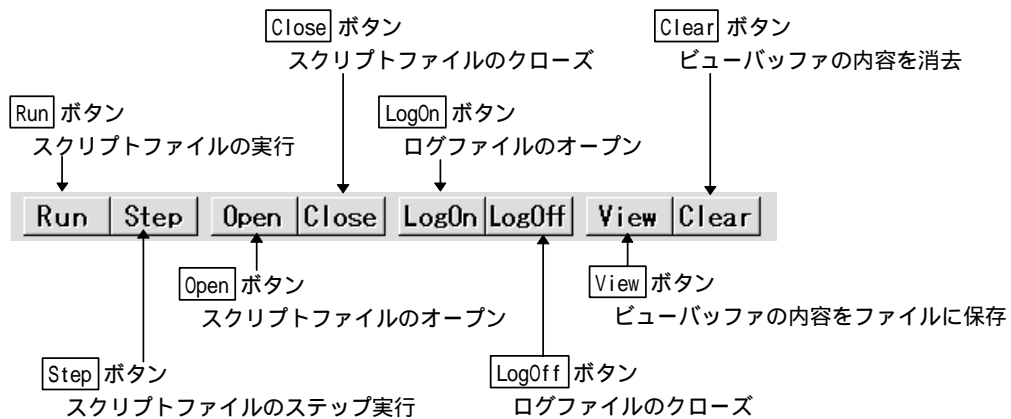 Close ボタン
スクリプトファイルのクローズ
Clear ボタン
ビューバッファの内容を消去
Run ボタン
スクリプトファイルの実行
LogOn ボタン
ログファイルのオープン
Run Step Open Close LogOn LogOff View Clear
Open ボタン
スクリプトファイルのオープン
View ボタン
ビューバッファの内容をファイルに保存
Step ボタン
スクリプトファイルのステップ実行
LogOff ボタン
ログファイルのクローズ